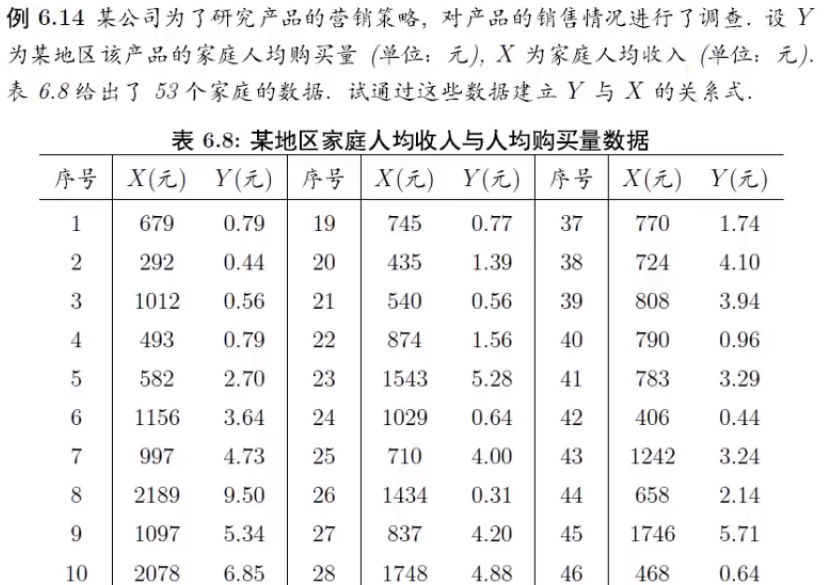 例 6.14 某公司为了研究产品的营销策略, 对产品的销售情况进行了调查. 设 Y
为某地区该产品的家庭人均购买量 (单位: 元), X 为家庭人均收入 (单位: 元).
表 6.8 给出了 53 个家庭的数据. 试通过这些数据建立 Y 与 X 的关系式.
表 6.8: 某地区家庭人均收入与人均购买量数据
序号 X(元) Y(元) 序号 X(元) Y(元) 序号 X(元) Y(元)
1 679 0.79 19 745 0.77 37 770 1.74
2 292 0.44 20 435 1.39 38 724 4.10
3 1012 0.56 21 540 0.56 39 808 3.94
4 493 0.79 22 874 1.56 40 790 0.96
5 582 2.70 23 1543 5.28 41 783 3.29
6 1156 3.64 24 1029 0.64 42 406 0.44
7 997 4.73 25 710 4.00 43 1242 3.24
8 2189 9.50 26 1434 0.31 44 658 2.14
9 1097 5.34 27 837 4.20 45 1746 5.71
10 2078 6.85 28 1748 4.88 46 468 0.64